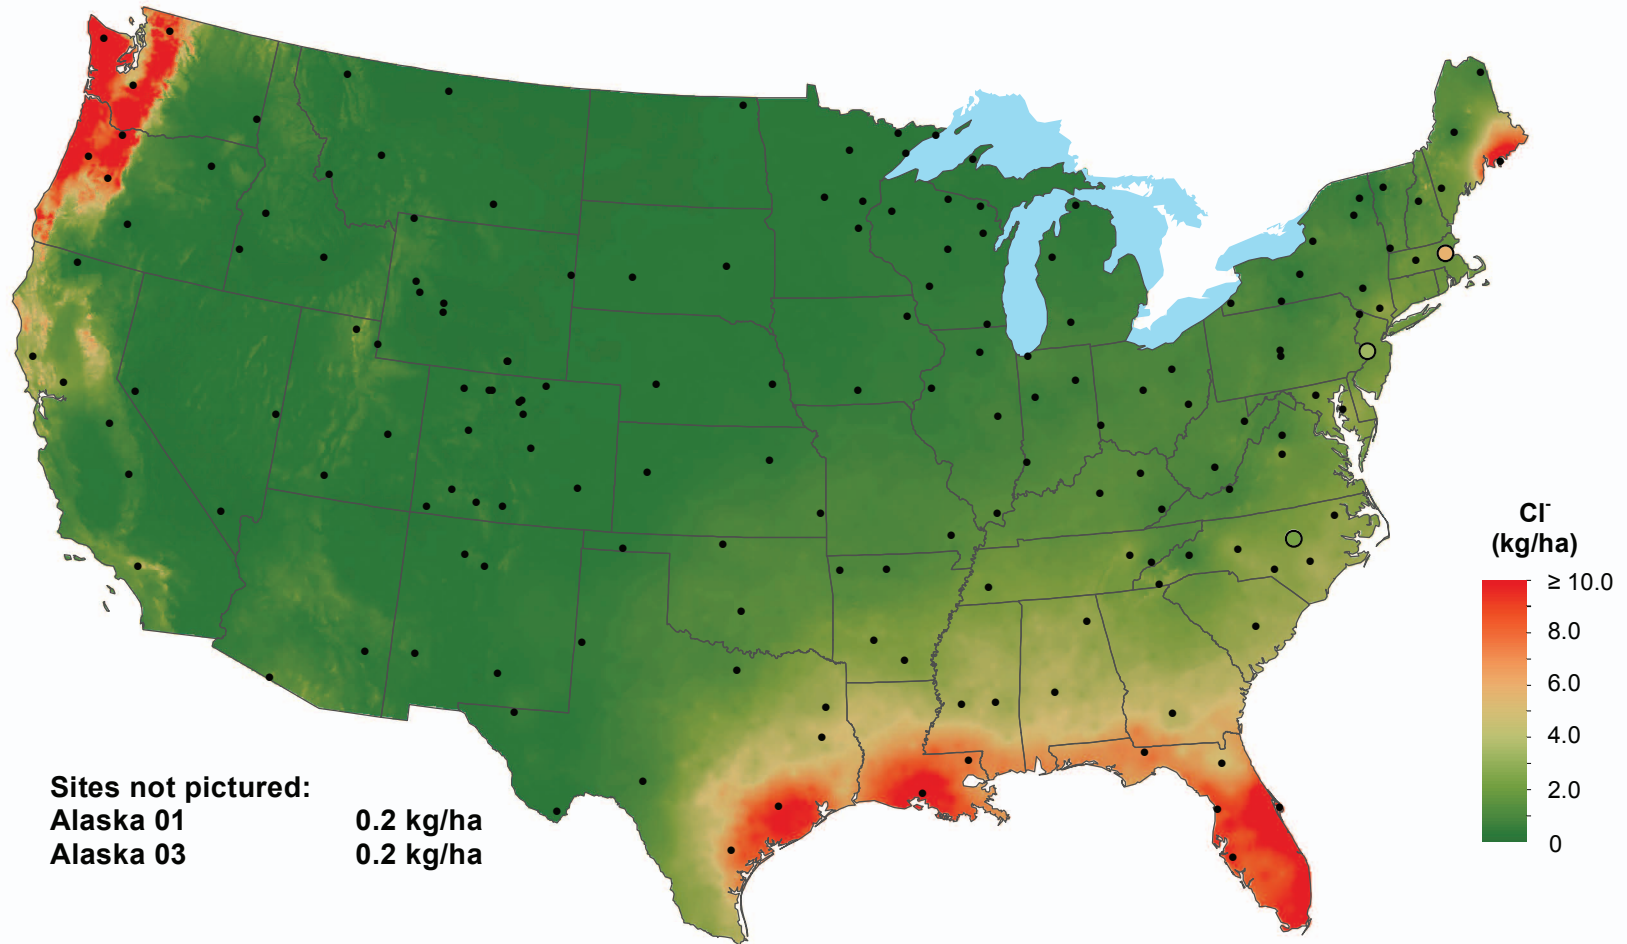 Cl-
(kg/ha)
≥ 10.0
8.0
6.0
4.0
2.0
0
Sites not pictured:
Alaska 01 0.2 kg/ha
Alaska 03 0.2 kg/ha